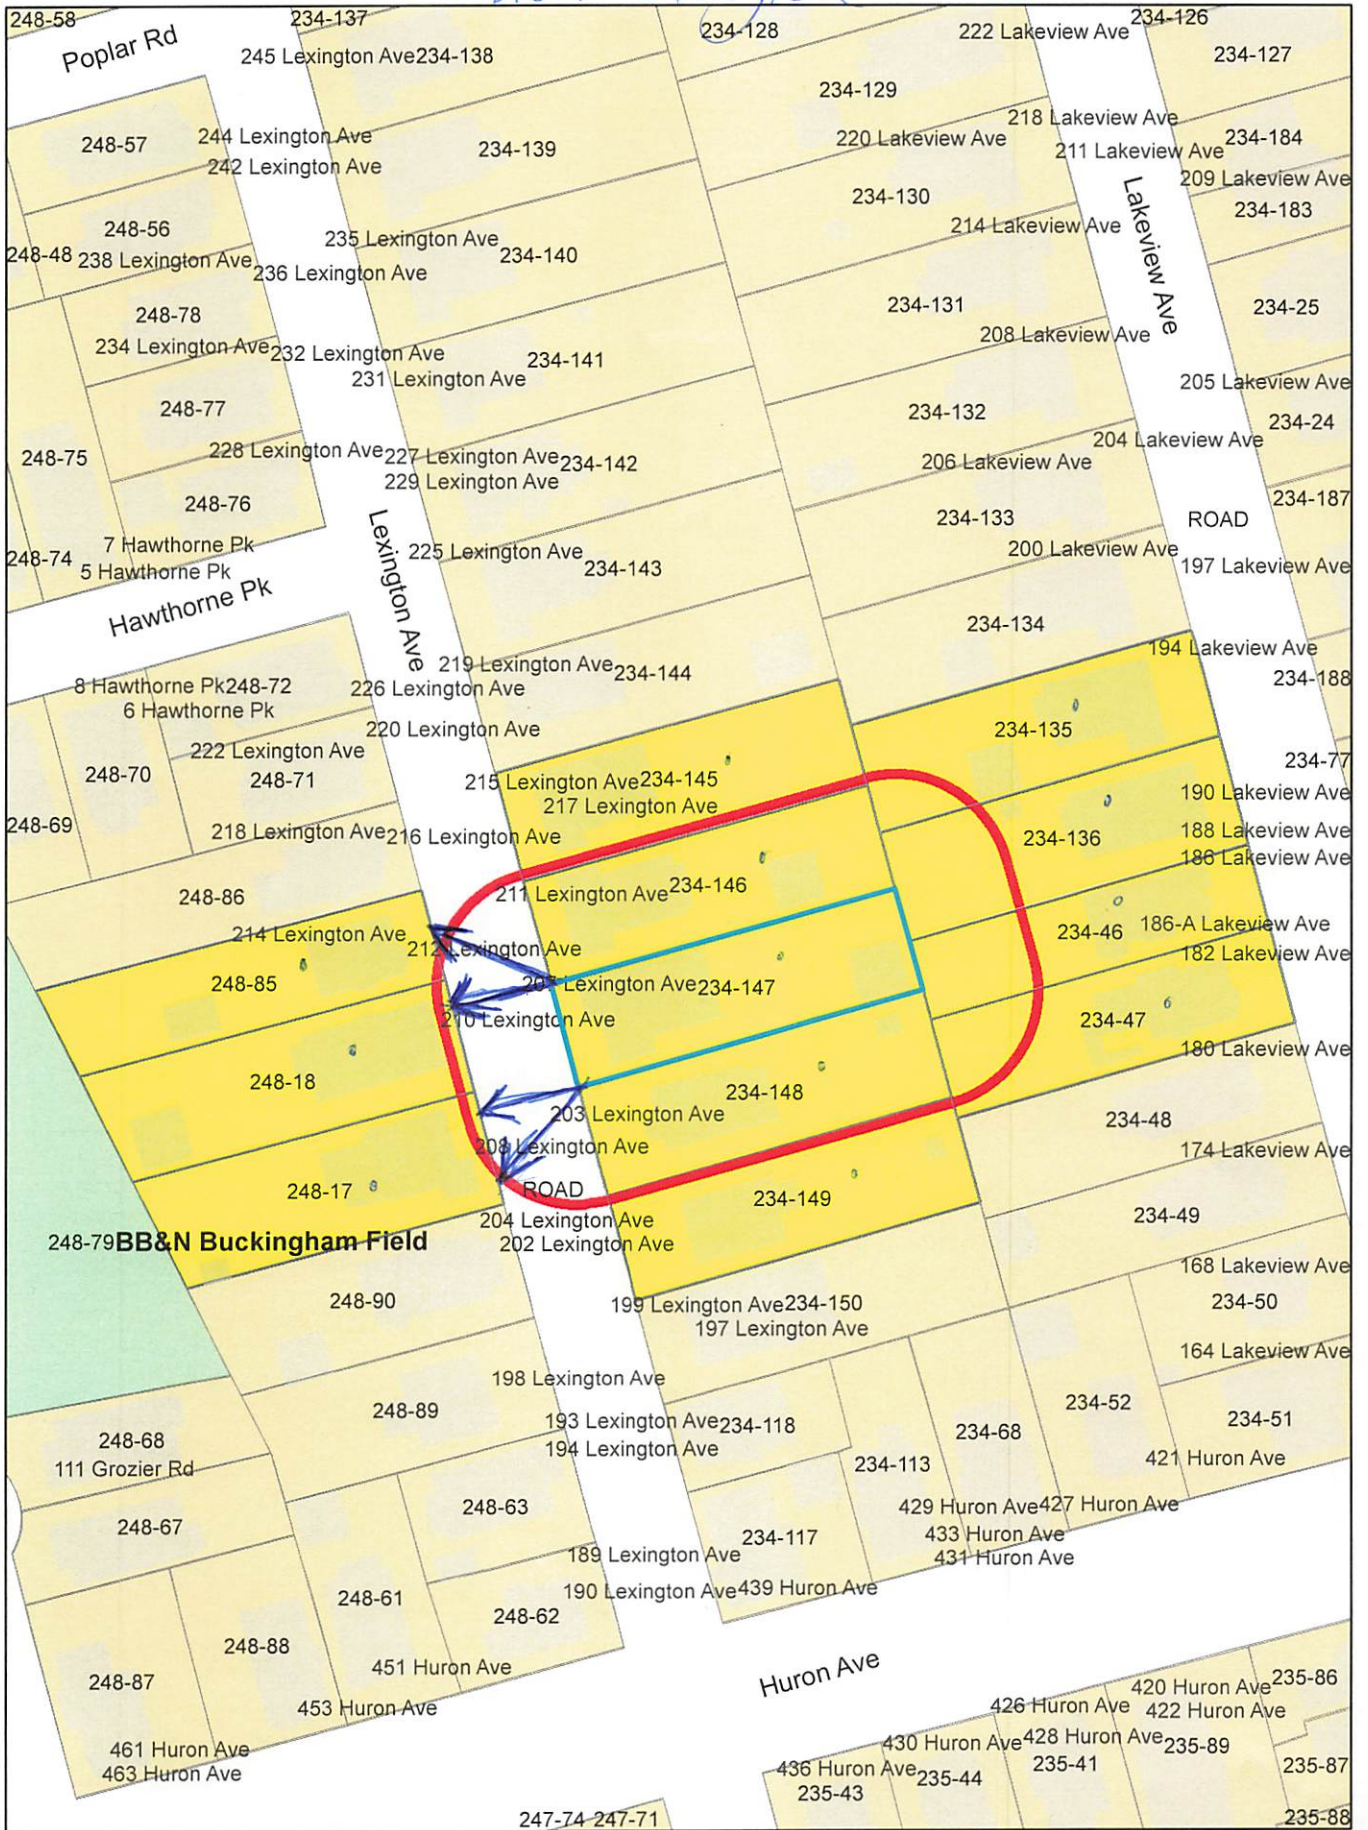 248-58
234-137
234-128
234-126
Poplar Rd
245 Lexington Ave 234-138
222 Lakeview Ave
234-127
234-129
218 Lakeview Ave
248-57
244 Lexington Ave
234-139
220 Lakeview Ave
234-184
211 Lakeview Ave
242 Lexington Ave
209 Lakeview Ave
234-130
234-183
248-56
235 Lexington Ave
214 Lakeview Ave
248-48
238 Lexington Ave
234-140
Lakeview Ave
236 Lexington Ave
234-131
234-25
248-78
208 Lakeview Ave
234 Lexington Ave
232 Lexington Ave
234-141
231 Lexington Ave
205 Lakeview Ave
248-77
234-132
234-24
204 Lakeview Ave
248-75
228 Lexington Ave
227 Lexington Ave
234-142
206 Lakeview Ave
229 Lexington Ave
234-187
248-76
234-133
ROAD
7 Hawthorne Pk
Lexington Ave
225 Lexington Ave
200 Lakeview Ave
248-74
5 Hawthorne Pk
234-143
197 Lakeview Ave
Hawthorne Pk
234-134
219 Lexington Ave
234-144
194 Lakeview Ave
234-188
8 Hawthorne Pk 248-72
226 Lexington Ave
6 Hawthorne Pk
220 Lexington Ave
234-135
222 Lexington Ave
234-77
248-70
248-71
215 Lexington Ave 234-145
190 Lakeview Ave
217 Lexington Ave
248-69
218 Lexington Ave
216 Lexington Ave
234-136
188 Lakeview Ave
186 Lakeview Ave
248-86
211 Lexington Ave 234-146
214 Lexington Ave
212 Lexington Ave
234-46
186-A Lakeview Ave
182 Lakeview Ave
248-85
207 Lexington Ave 234-147
210 Lexington Ave
234-47
180 Lakeview Ave
248-18
234-148
203 Lexington Ave
234-48
208 Lexington Ave
174 Lakeview Ave
248-17
ROAD
234-149
204 Lexington Ave
234-49
248-79 BB&N Buckingham Field
202 Lexington Ave
168 Lakeview Ave
248-90
199 Lexington Ave 234-150
234-50
197 Lexington Ave
164 Lakeview Ave
198 Lexington Ave
248-89
234-52
193 Lexington Ave 234-118
234-51
248-68
194 Lexington Ave
234-68
421 Huron Ave
111 Grozier Rd
234-113
248-63
429 Huron Ave 427 Huron Ave
248-67
234-117
433 Huron Ave
189 Lexington Ave
431 Huron Ave
190 Lexington Ave 439 Huron Ave
248-61
248-62
248-88
Huron Ave
451 Huron Ave
248-87
420 Huron Ave 235-86
453 Huron Ave
426 Huron Ave
422 Huron Ave
461 Huron Ave
430 Huron Ave
428 Huron Ave
235-89
463 Huron Ave
436 Huron Ave
235-44
235-41
235-87
235-43
247-74 247-71
235-88